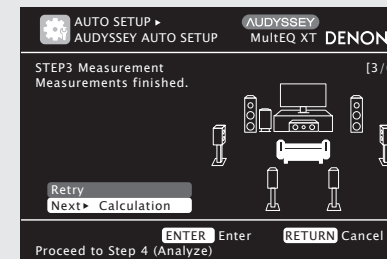 AUTO SETUP ▸
AUDYSSEY AUTO SETUP
AUDYSSEY
MultEQ XT
DENON
STEP3 Measurement
[3/
Measurements finished.
Retry
Next▸ Calculation
ENTER Enter
RETURN Cancel
Proceed to Step 4 (Analyze)